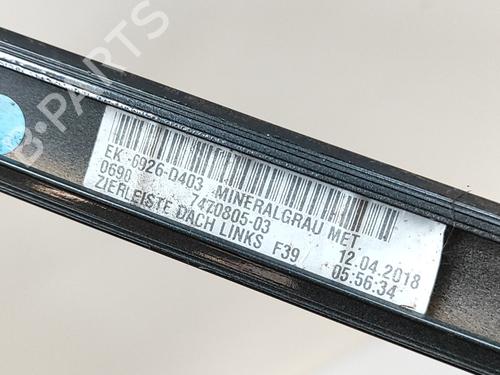 EK-6926-D403 MINERALGRAU MET
0690 7470805-03 12.04.2018
ZIERLEISTE DACH LINKS F39 05:56:34
B-PARTS